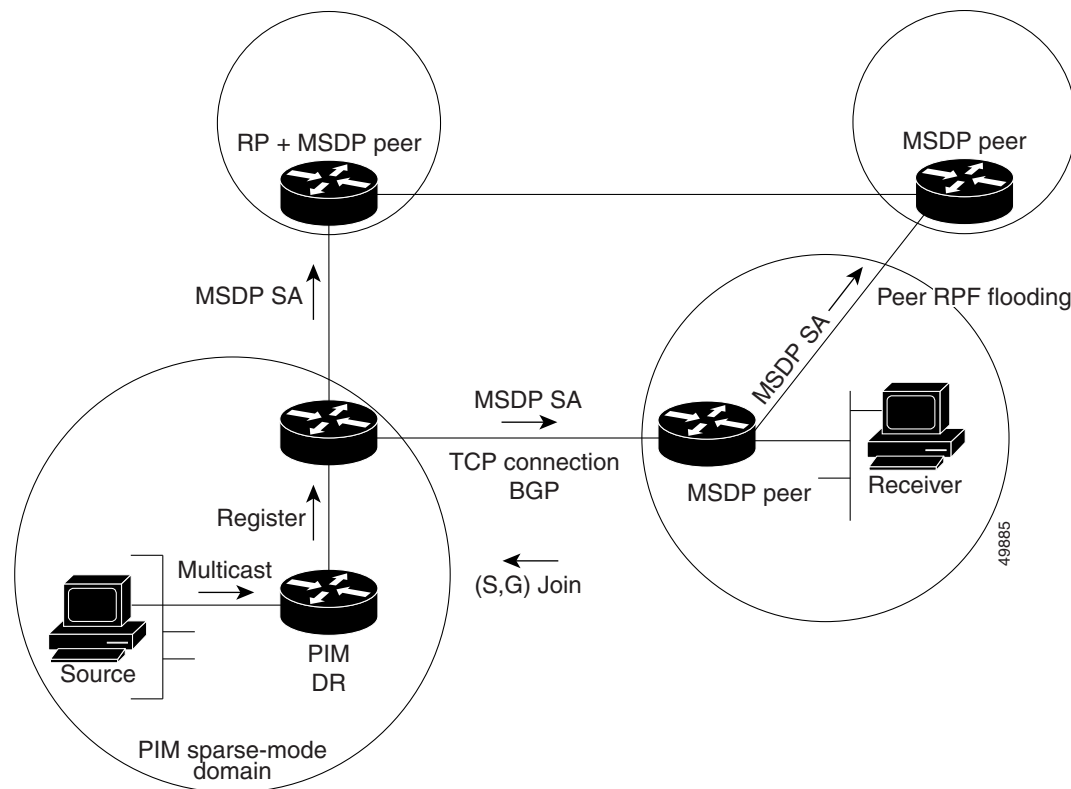 RP + MSDP peer
MSDP peer
MSDP SA
Peer RPF flooding
MSDP SA
MSDP SA
TCP connection
BGP
MSDP peer
Receiver
Register
Multicast
(S,G) Join
49885
Source
PIM
DR
PIM sparse-mode
domain